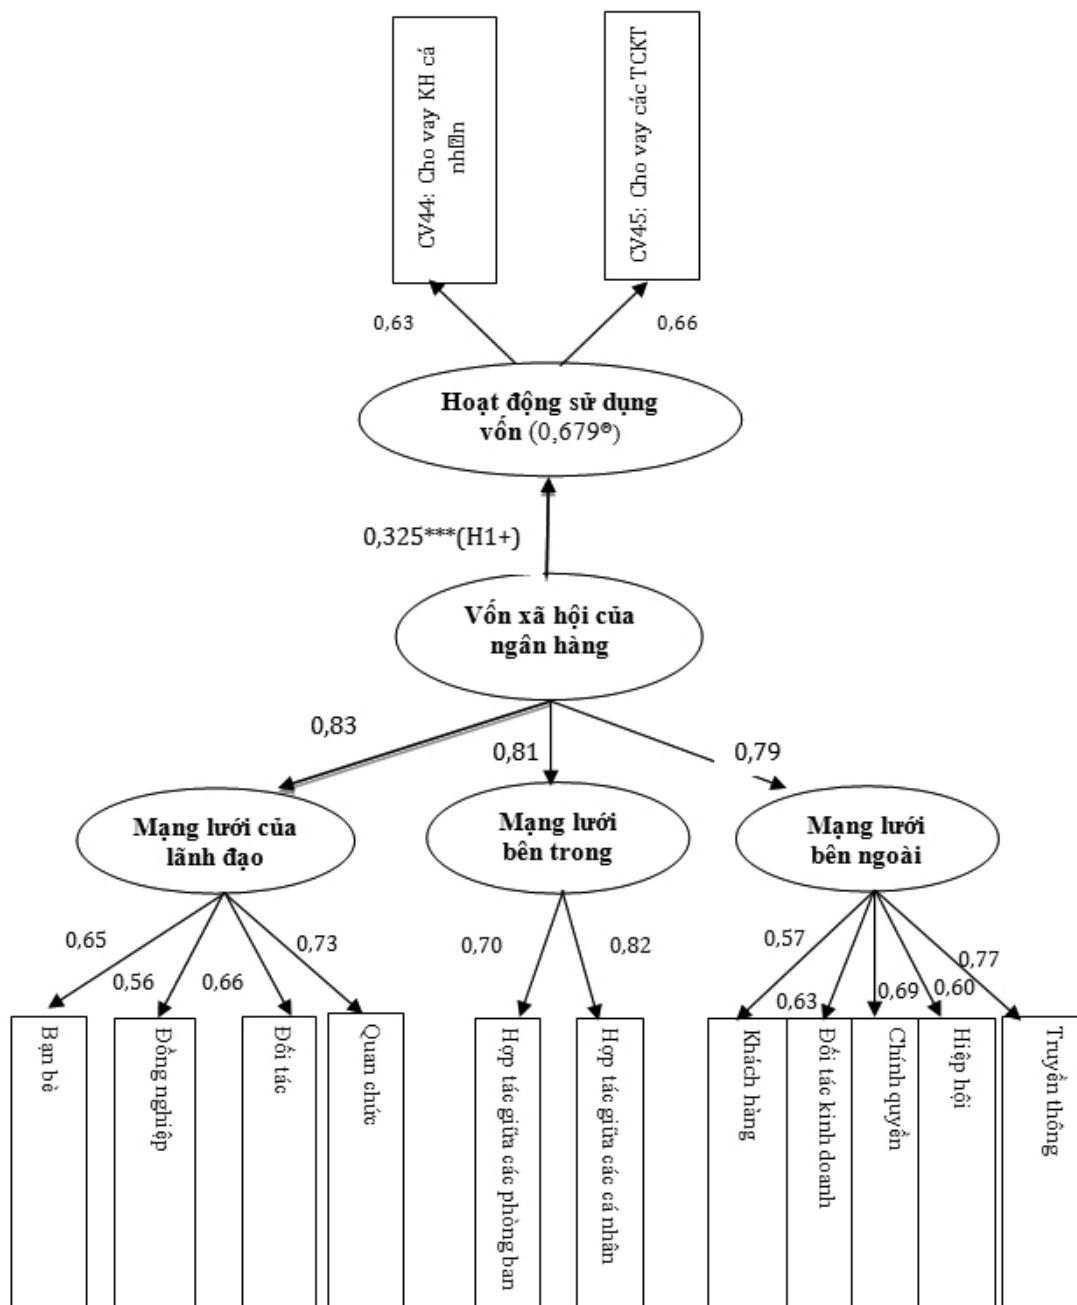 CV44: Cho vay KH cá
nh�n
CV45: Cho vay các TCKT
0,63
0,66
Hoạt động sử dụng
vốn (0,679®)
0,325***(H1+)
Vốn xã hội của
ngân hàng
0,83
0,81
0,79
Mạng lưới của
lãnh đạo
Mạng lưới
bên trong
Mạng lưới
bên ngoài
0,65
0,56
0,66
0,73
0,70
0,82
0,57
0,63
0,69
0,60
0,77
Bạn bè
Đồng nghiệp
Đối tác
Quan chức
Hợp tác giữa các phòng ban
Hợp tác giữa các cá nhân
Khách hàng
Đối tác kinh doanh
Chính quyền
Hiệp hội
Truyền thông